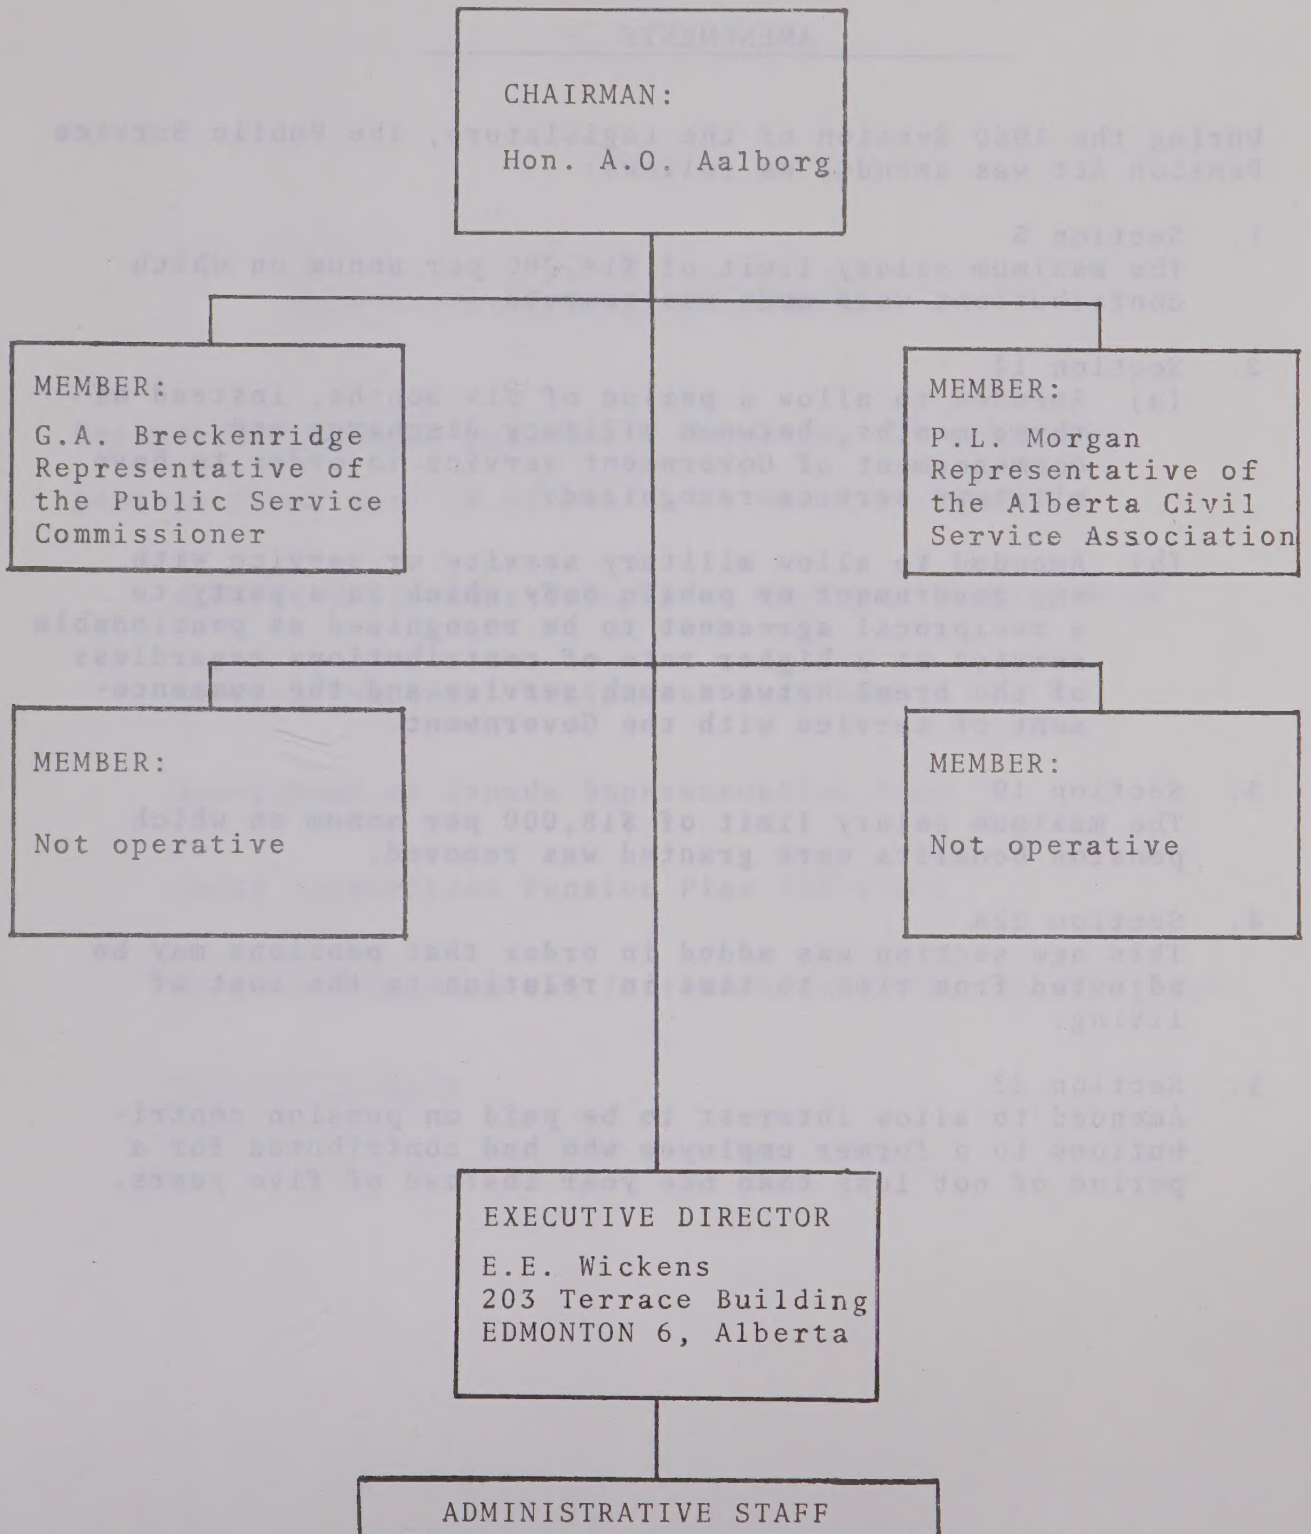 CHAIRMAN:
Hon. A.O. Aalborg
MEMBER:
G.A. Breckenridge
Representative of
the Public Service
Commissioner
MEMBER:
P.L. Morgan
Representative of
the Alberta Civil
Service Association
MEMBER:
Not operative
MEMBER:
Not operative
EXECUTIVE DIRECTOR
E.E. Wickens
203 Terrace Building
EDMONTON 6, Alberta
ADMINISTRATIVE STAFF